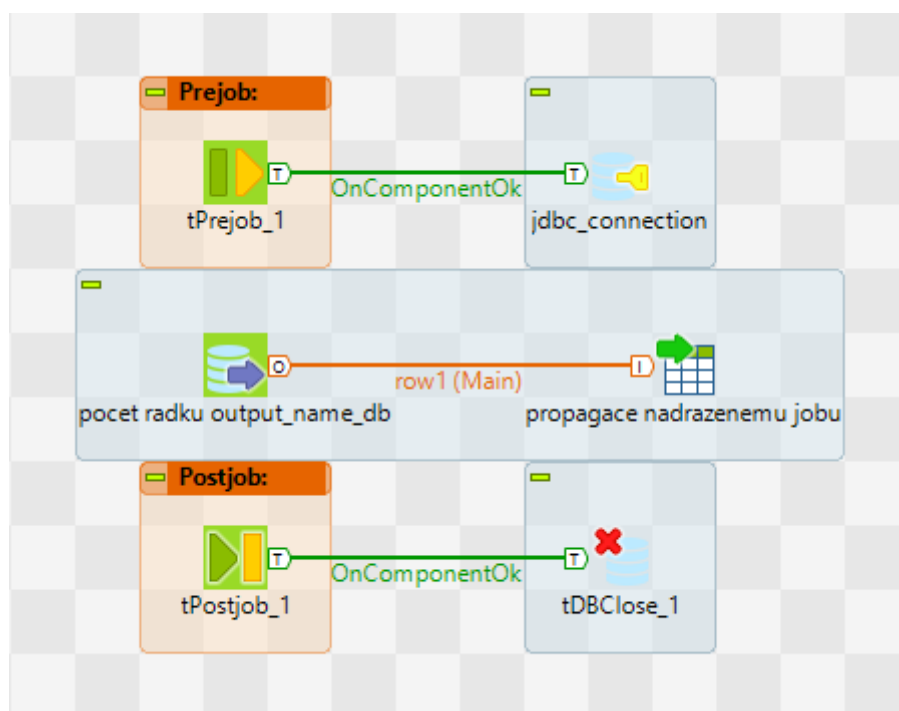 Prejob:
T
OnComponentOk
T
tPrejob_1
jdbc_connection
O
row1 (Main)
I
pocet radku output_name_db
propagace nadrazenemu jobu
Postjob:
T
OnComponentOk
T
tPostjob_1
tDBClose_1